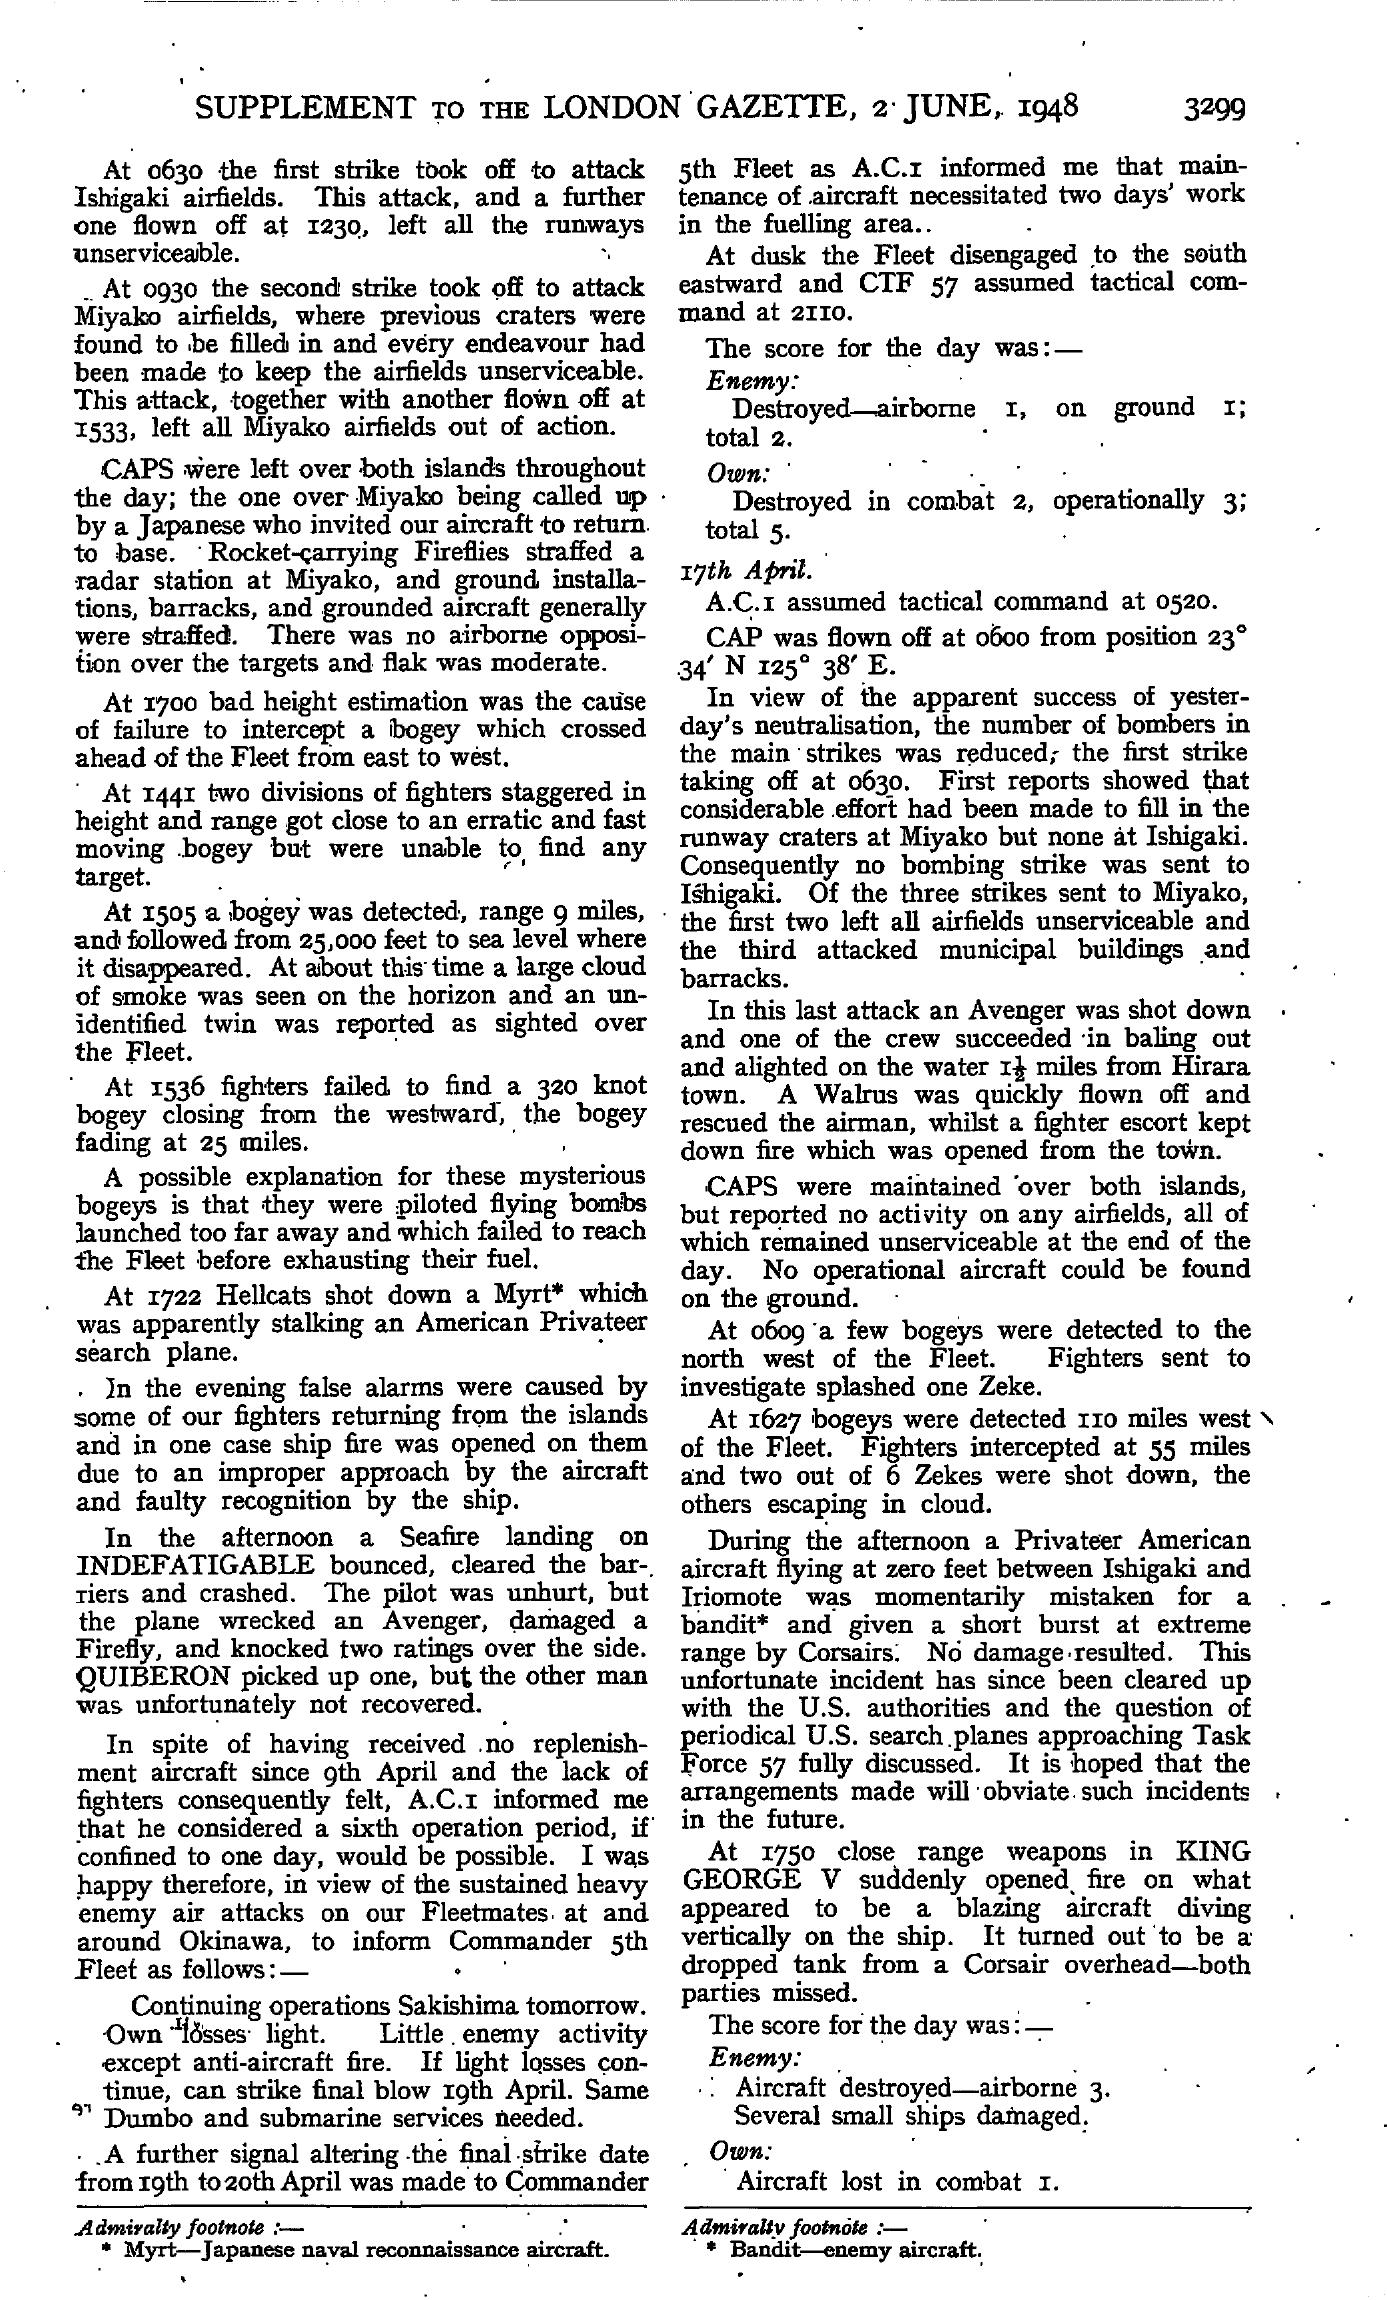 SUPPLEMENT TO THE LONDON GAZETTE, 2 JUNE, 1948 3299
At 0630 the first strike took off to attack
Ishigaki airfields. This attack, and a further
one flown off at 1230, left all the runways
unserviceable.
At 0930 the second strike took off to attack
Miyako airfields, where previous craters were
found to be filled in and every endeavour had
been made to keep the airfields unserviceable.
This attack, together with another flown off at
1533, left all Miyako airfields out of action.
CAPS were left over both islands throughout
the day; the one over Miyako being called up
by a Japanese who invited our aircraft to return
to base. Rocket-carrying Fireflies straffed a
radar station at Miyako, and ground installa-
tions, barracks, and grounded aircraft generally
were straffed. There was no airborne opposi-
tion over the targets and flak was moderate.
At 1700 bad height estimation was the cause
of failure to intercept a bogey which crossed
ahead of the Fleet from east to west.
At 1441 two divisions of fighters staggered in
height and range got close to an erratic and fast
moving bogey but were unable to find any
target.
At 1505 a bogey was detected, range 9 miles,
and followed from 25,000 feet to sea level where
it disappeared. At about this time a large cloud
of smoke was seen on the horizon and an un-
identified twin was reported as sighted over
the Fleet.
At 1536 fighters failed to find a 320 knot
bogey closing from the westward, the bogey
fading at 25 miles.
A possible explanation for these mysterious
bogeys is that they were piloted flying bombs
launched too far away and which failed to reach
the Fleet before exhausting their fuel.
At 1722 Hellcats shot down a Myrt* which
was apparently stalking an American Privateer
search plane.
In the evening false alarms were caused by
some of our fighters returning from the islands
and in one case ship fire was opened on them
due to an improper approach by the aircraft
and faulty recognition by the ship.
In the afternoon a Seafire landing on
INDEFATIGABLE bounced, cleared the bar-
riers and crashed. The pilot was unhurt, but
the plane wrecked an Avenger, damaged a
Firefly, and knocked two ratings over the side.
QUIBERON picked up one, but the other man
was unfortunately not recovered.
In spite of having received no replenish-
ment aircraft since 9th April and the lack of
fighters consequently felt, A.C.1 informed me
that he considered a sixth operation period, if
confined to one day, would be possible. I was
happy therefore, in view of the sustained heavy
enemy air attacks on our Fleetmates at and
around Okinawa, to inform Commander 5th
Fleet as follows:—
Continuing operations Sakishima tomorrow.
Own losses light. Little enemy activity
except anti-aircraft fire. If light losses con-
tinue, can strike final blow 19th April. Same
Dumbo and submarine services needed.
A further signal altering the final strike date
from 19th to 20th April was made to Commander
Admiralty footnote :—
* Myrt—Japanese naval reconnaissance aircraft.
5th Fleet as A.C.1 informed me that main-
tenance of aircraft necessitated two days' work
in the fuelling area..
At dusk the Fleet disengaged to the south
eastward and CTF 57 assumed tactical com-
mand at 2110.
The score for the day was:—
Enemy:
Destroyed—airborne 1, on ground 1;
total 2.
Own:
Destroyed in combat 2, operationally 3;
total 5.
17th April.
A.C.1 assumed tactical command at 0520.
CAP was flown off at 0600 from position 23°
34′ N 125° 38′ E.
In view of the apparent success of yester-
day's neutralisation, the number of bombers in
the main strikes was reduced, the first strike
taking off at 0630. First reports showed that
considerable effort had been made to fill in the
runway craters at Miyako but none at Ishigaki.
Consequently no bombing strike was sent to
Ishigaki. Of the three strikes sent to Miyako,
the first two left all airfields unserviceable and
the third attacked municipal buildings and
barracks.
In this last attack an Avenger was shot down
and one of the crew succeeded in baling out
and alighted on the water 1½ miles from Hirara
town. A Walrus was quickly flown off and
rescued the airman, whilst a fighter escort kept
down fire which was opened from the town.
CAPS were maintained over both islands,
but reported no activity on any airfields, all of
which remained unserviceable at the end of the
day. No operational aircraft could be found
on the ground.
At 0609 a few bogeys were detected to the
north west of the Fleet. Fighters sent to
investigate splashed one Zeke.
At 1627 bogeys were detected 110 miles west
of the Fleet. Fighters intercepted at 55 miles
and two out of 6 Zekes were shot down, the
others escaping in cloud.
During the afternoon a Privateer American
aircraft flying at zero feet between Ishigaki and
Iriomote was momentarily mistaken for a
bandit* and given a short burst at extreme
range by Corsairs. No damage resulted. This
unfortunate incident has since been cleared up
with the U.S. authorities and the question of
periodical U.S. search planes approaching Task
Force 57 fully discussed. It is hoped that the
arrangements made will obviate such incidents
in the future.
At 1750 close range weapons in KING
GEORGE V suddenly opened fire on what
appeared to be a blazing aircraft diving
vertically on the ship. It turned out to be a
dropped tank from a Corsair overhead—both
parties missed.
The score for the day was:—
Enemy:
Aircraft destroyed—airborne 3.
Several small ships damaged.
Own:
Aircraft lost in combat 1.
Admiralty footnote :—
* Bandit—enemy aircraft.